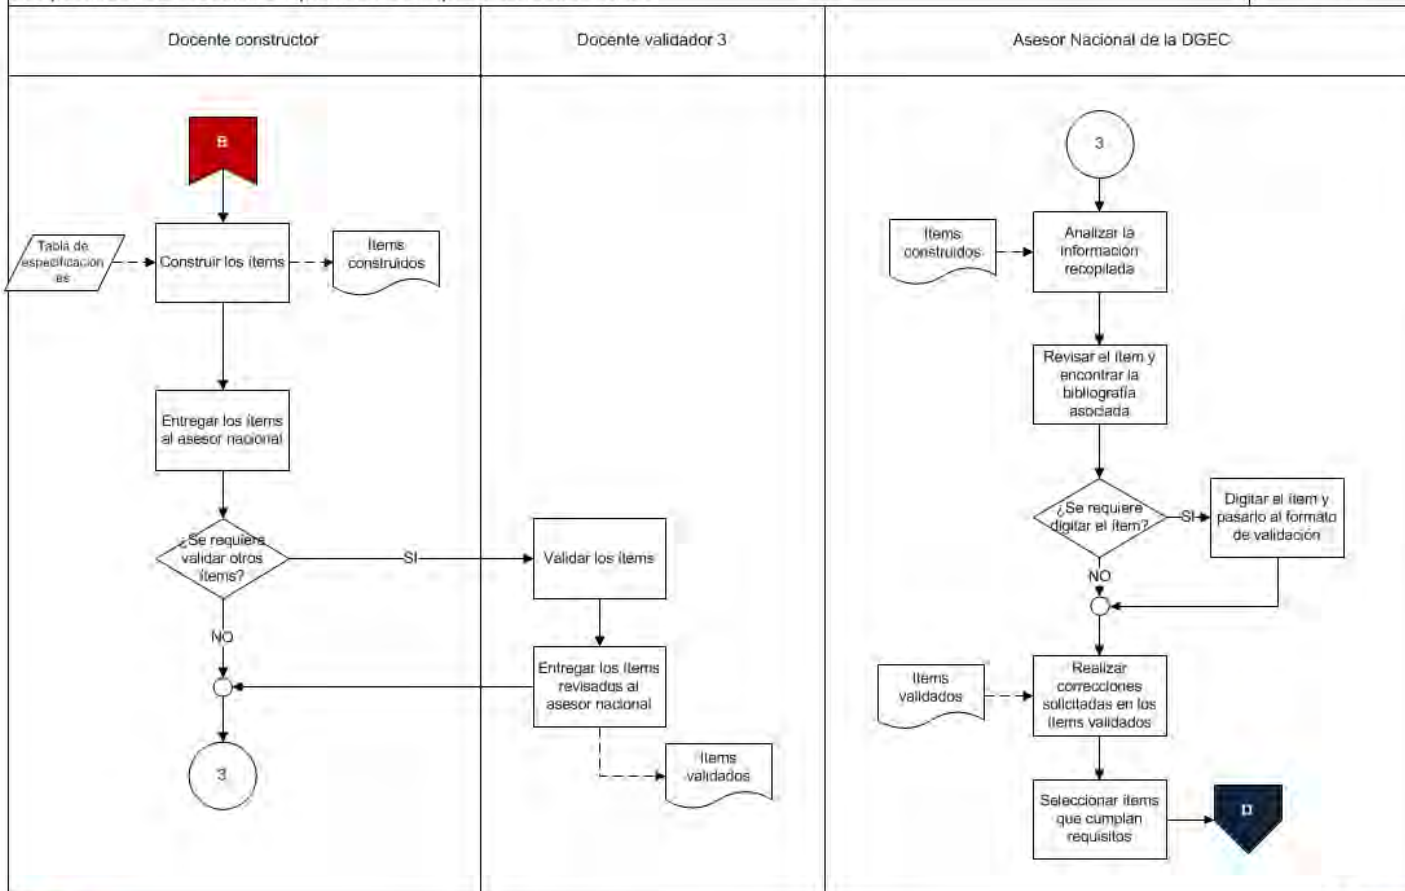 Docente constructor
Docente validador 3
Asesor Nacional de la DGEC
B
Tabla de
especificacion
es
Construir los ítems
Ítems
construidos
Entregar los ítems
al asesor nacional
¿Se requiere
validar otros
ítems?
SI
NO
3
Validar los ítems
Entregar los ítems
revisados al
asesor nacional
Ítems
validados
3
Ítems
construidos
Analizar la
información
recopilada
Revisar el ítem y
encontrar la
bibliografía
asociada
¿Se requiere
digitar el ítem?
SI
Digitar el ítem y
pasarlo al formato
de validación
NO
Ítems
validados
Realizar
correcciones
solicitadas en los
ítems validados
Seleccionar ítems
que cumplan
requisitos
D